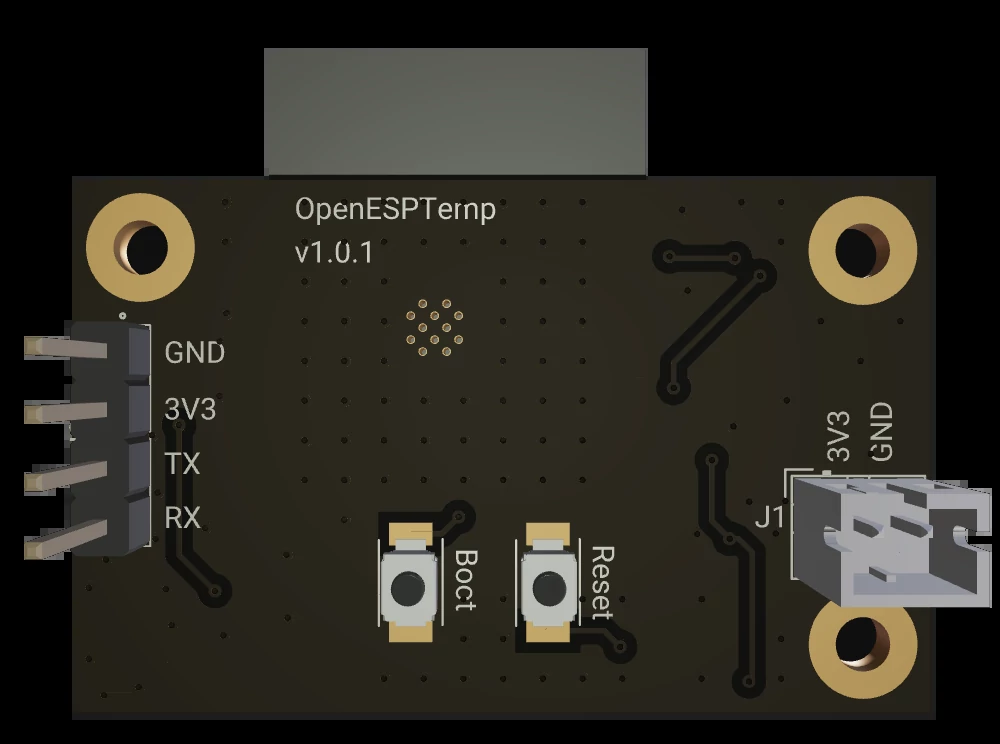 OpenESPTemp
v1.0.1
GND
3V3
TX
RX
Boot
Reset
3V3
GND
J1